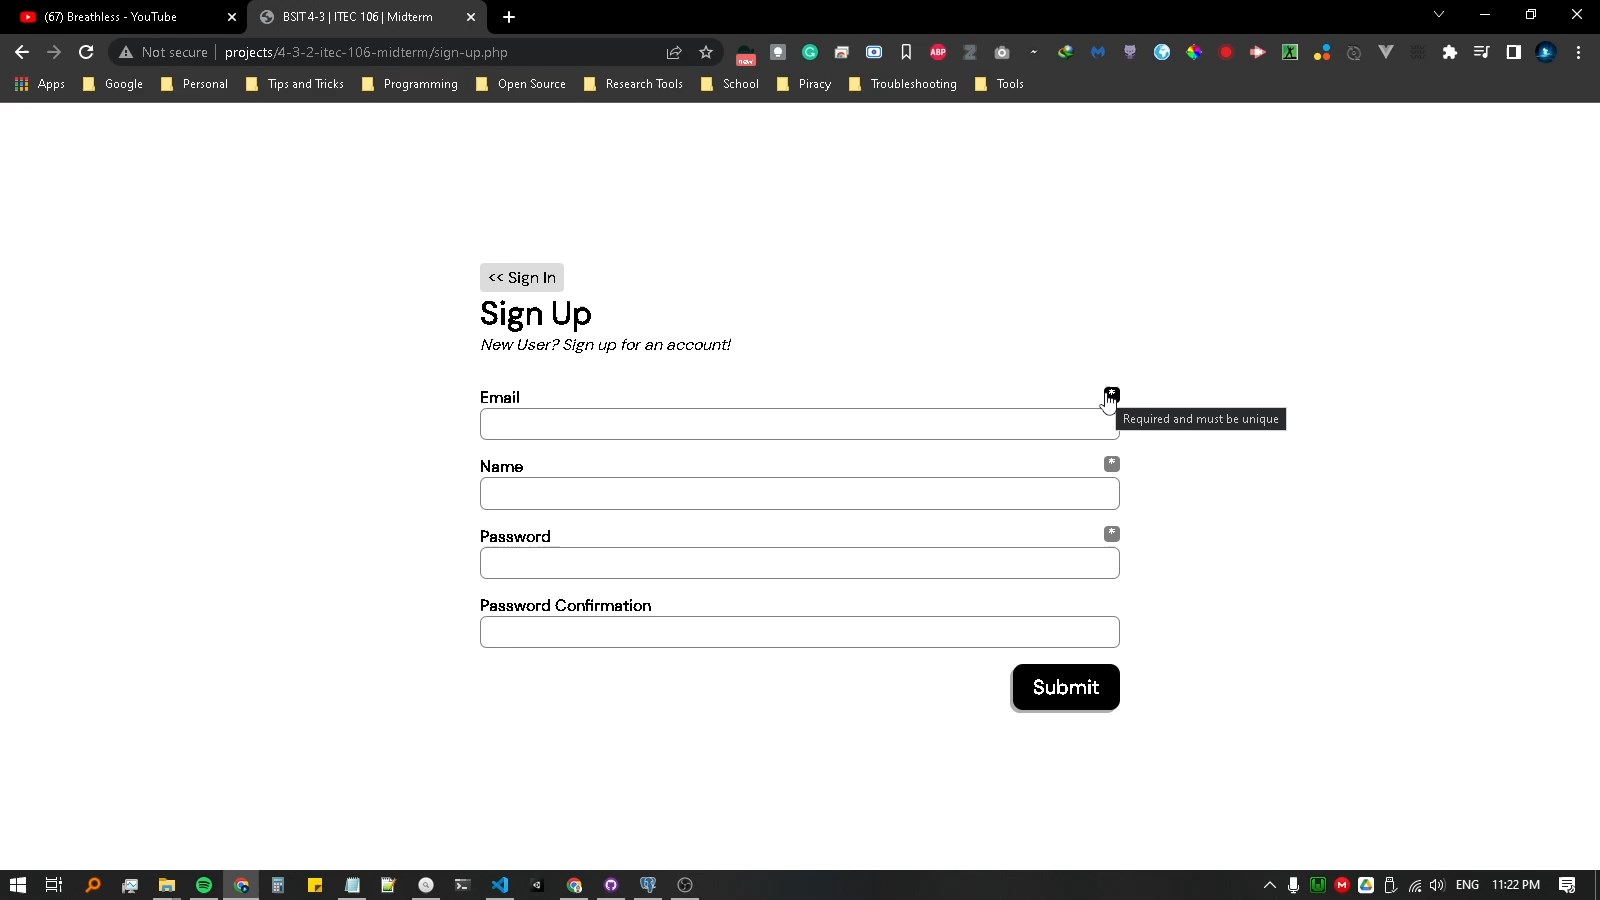 (67) Breathless - YouTube
BSIT 4-3 | ITEC 106 | Midterm
Not secure
projects/4-3-2-itec-106-midterm/sign-up.php
new
ABP
Apps
Google
Personal
Tips and Tricks
Programming
Open Source
Research Tools
School
Piracy
Troubleshooting
Tools
<< Sign In
Sign Up
New User? Sign up for an account!
Email
*
Required and must be unique
Name
*
Password
*
Password Confirmation
Submit
ENG
11:22 PM